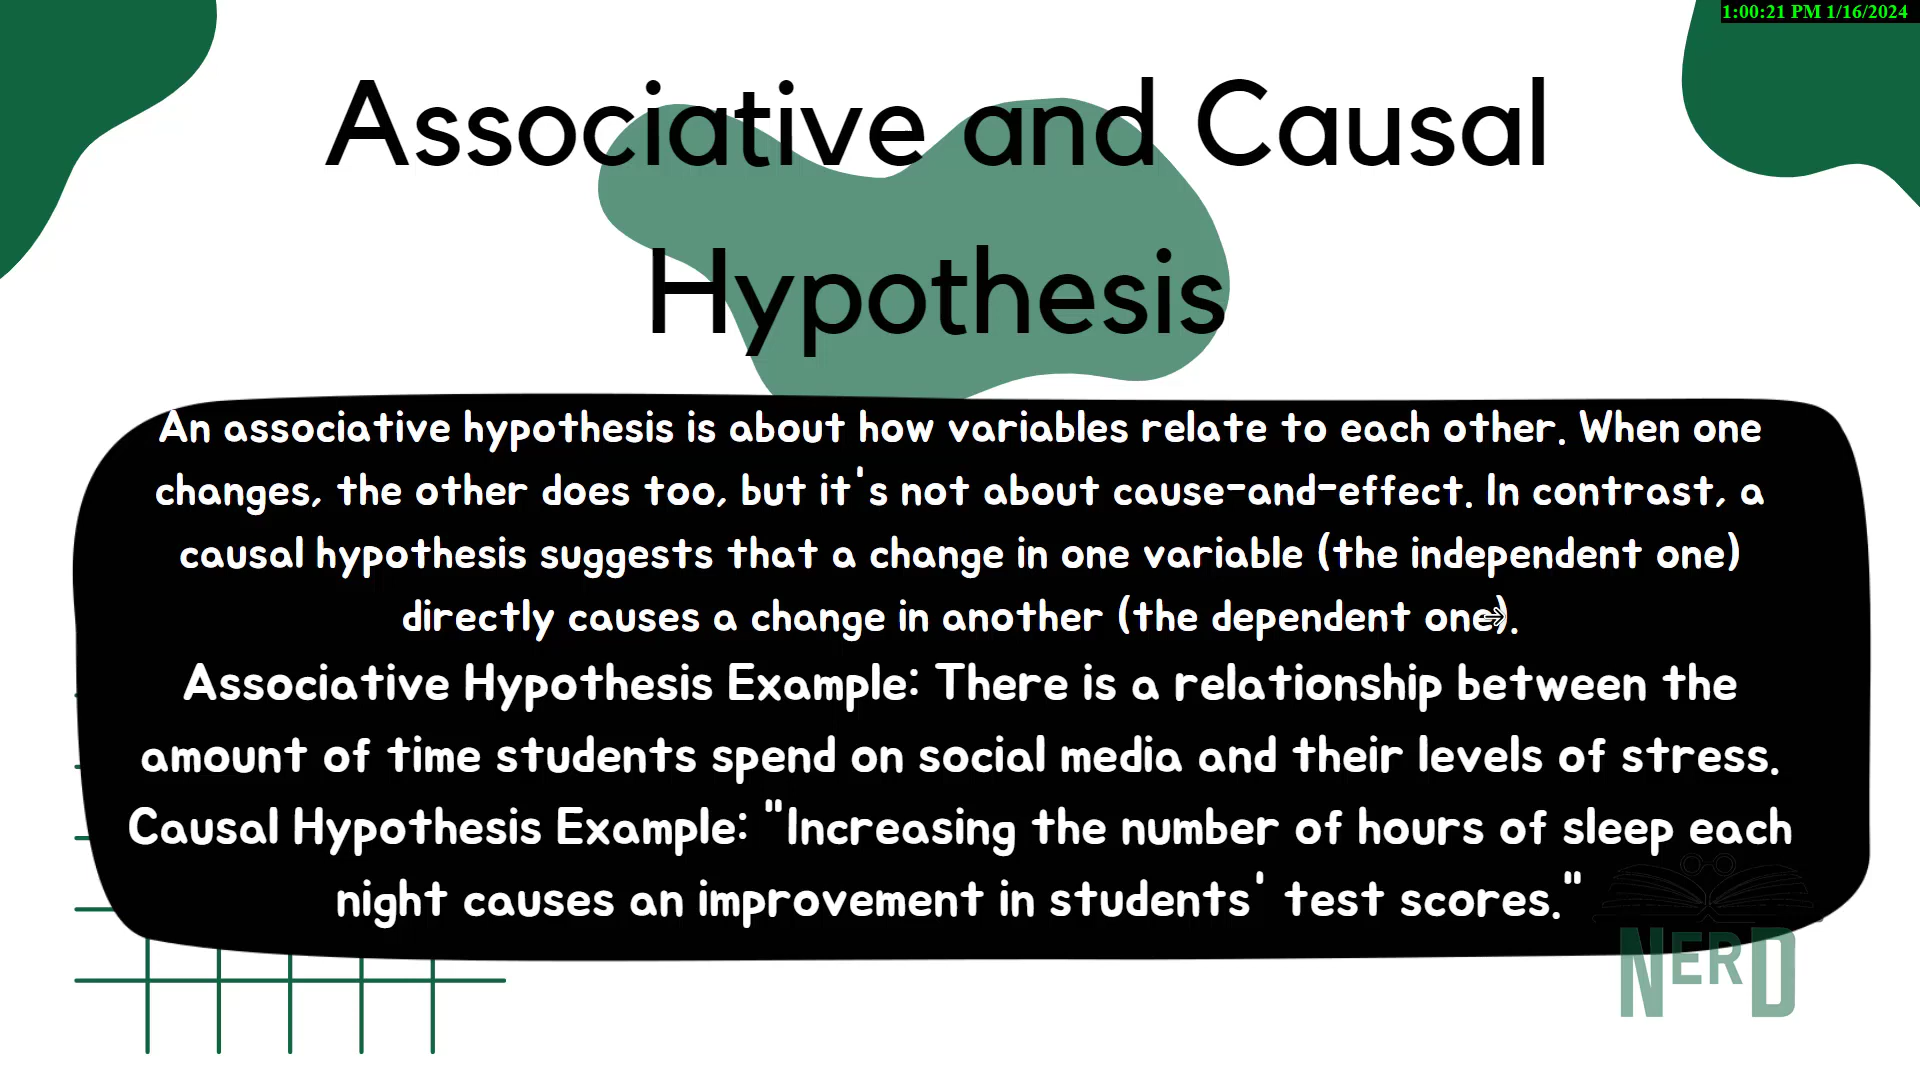 1:00:21 PM 1/16/2024
Associative and Causal
Hypothesis
An associative hypothesis is about how variables relate to each other. When one
changes, the other does too, but it's not about cause-and-effect. In contrast, a
causal hypothesis suggests that a change in one variable (the independent one)
directly causes a change in another (the dependent one).
Associative Hypothesis Example: There is a relationship between the
amount of time students spend on social media and their levels of stress.
Causal Hypothesis Example: "Increasing the number of hours of sleep each
night causes an improvement in students' test scores."
NERD